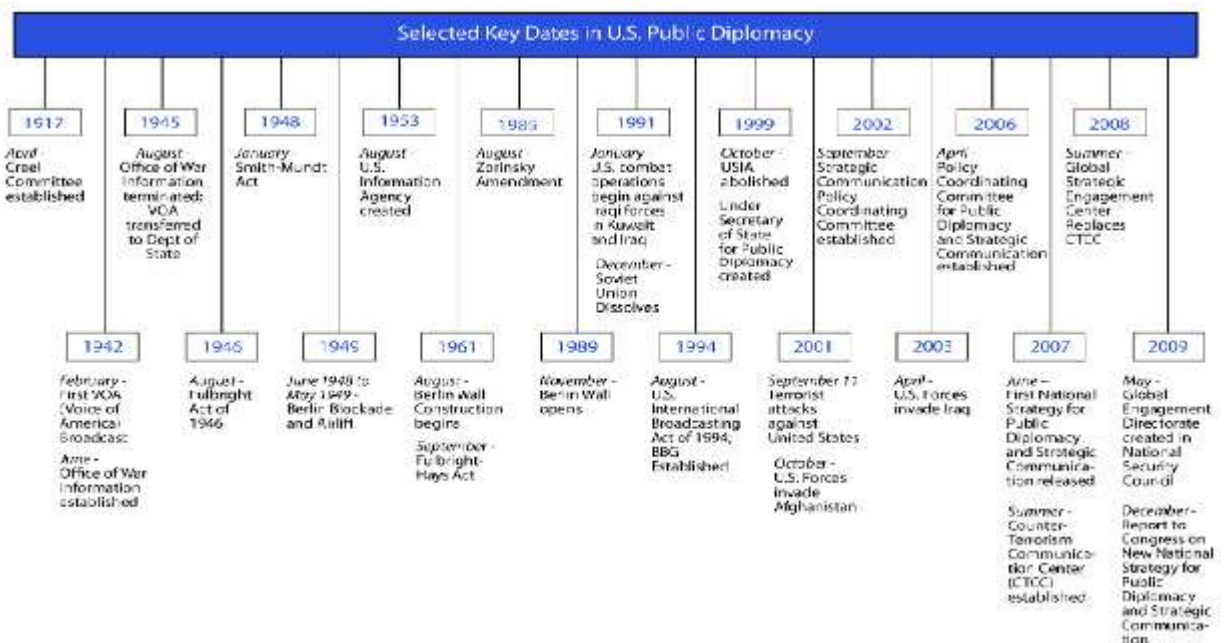 Selected Key Dates in U.S. Public Diplomacy
1917
April -
Creel
Committee
established
1945
August -
Office of War
Information
terminated;
VOA
transferred
to Dept of
State
1948
January -
Smith-Mundt
Act
1953
August -
U.S.
Information
Agency
created
1985
August -
Zorinsky
Amendment
1991
January -
U.S. combat
operations
begin against
Iraqi forces
in Kuwait
and Iraq
December -
Soviet
Union
Dissolves
1999
October -
USIA
abolished
Under
Secretary
of State
for Public
Diplomacy
created
2002
September
Strategic
Communication
Policy
Coordinating
Committee
established
2006
April -
Policy
Coordinating
Committee
for Public
Diplomacy
and Strategic
Communication
established
2008
Summer -
Global
Strategic
Engagement
Center
Replaces
CTCC
1942
February -
First VOA
(Voice of
America)
Broadcast
June -
Office of War
Information
established
1946
August -
Fulbright
Act of
1946
1949
June 1948 to
May 1949 -
Berlin Blockade
and Airlift
1961
August -
Berlin Wall
Construction
begins
September -
Fulbright-
Hays Act
1989
November -
Berlin Wall
opens
1994
August -
U.S.
International
Broadcasting
Act of 1994;
BBG
Established
2001
September 11
Terrorist
attacks
against
United States
October -
U.S. Forces
invade
Afghanistan
2003
April -
U.S. Forces
invade Iraq
2007
June –
First National
Strategy for
Public
Diplomacy
and Strategic
Communica-
tion released
Summer -
Counter-
Terrorism
Communica-
tion Center
(CTCC)
established
2009
May -
Global
Engagement
Directorate
created in
National
Security
Council
December -
Report to
Congress on
New National
Strategy for
Public
Diplomacy
and Strategic
Communica-
tion